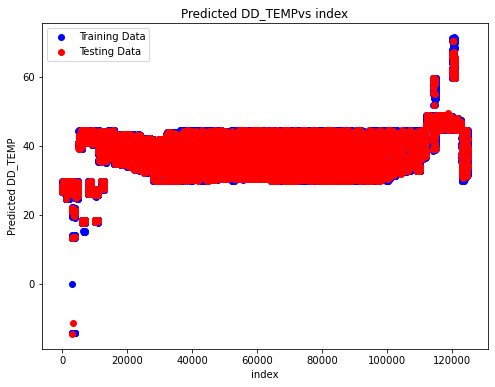 Predicted DD_TEMPvs index
Training Data
Testing Data
Predicted DD_TEMP
60
40
20
0
0 20000 40000 60000 80000 100000 120000
index